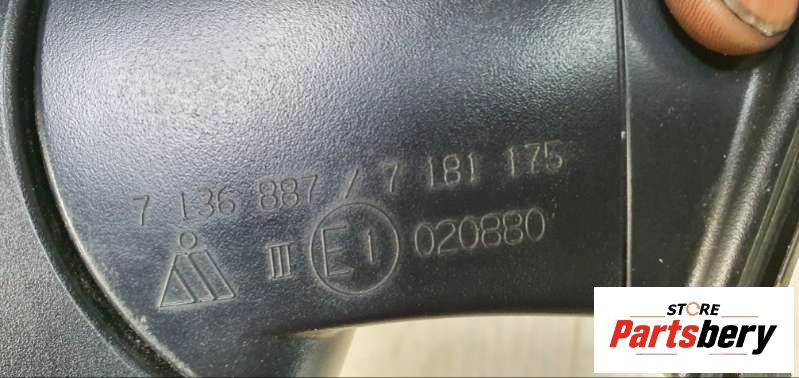 7 136 887 / 7 181 175
III E1 020880
STORE
Partsbery